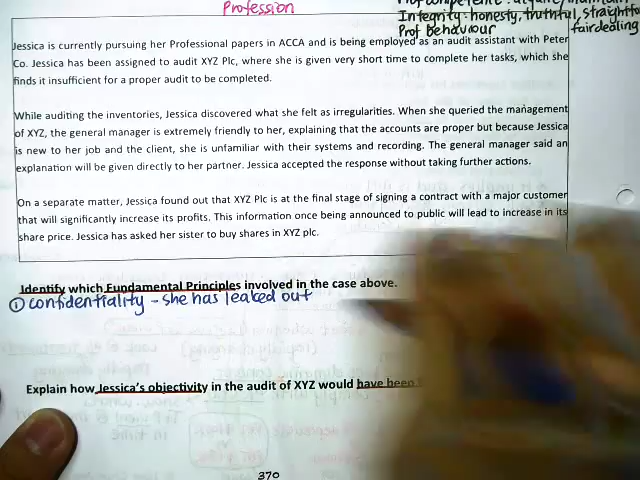 Profession
Integrity: honesty, truthful, straightfo
Prof behaviour fairdealing
Jessica is currently pursuing her Professional papers in ACCA and is being employed as an audit assistant with Peter
Co. Jessica has been assigned to audit XYZ Plc, where she is given very short time to complete her tasks, which she
finds it insufficient for a proper audit to be completed.
While auditing the inventories, Jessica discovered what she felt as irregularities. When she queried the management
of XYZ, the general manager is extremely friendly to her, explaining that the accounts are proper but because Jessica
is new to her job and the client, she is unfamiliar with their systems and recording. The general manager said an
explanation will be given directly to her partner. Jessica accepted the response without taking further actions.
On a separate matter, Jessica found out that XYZ Plc is at the final stage of signing a contract with a major customer
that will significantly increase its profits. This information once being announced to public will lead to increase in its
share price. Jessica has asked her sister to buy shares in XYZ plc.
Identify which Fundamental Principles involved in the case above.
① confidentiality - she has leaked out
Explain how Jessica's objectivity in the audit of XYZ would have been
370